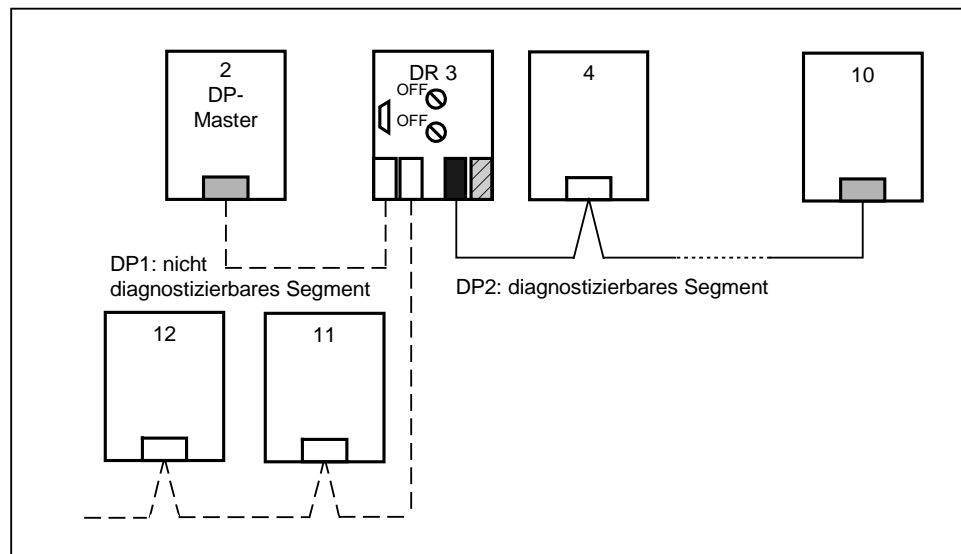 2
DP-
Master
DR 3
OFF
OFF
4
10
DP1: nicht
diagnostizierbares Segment
DP2: diagnostizierbares Segment
12
11